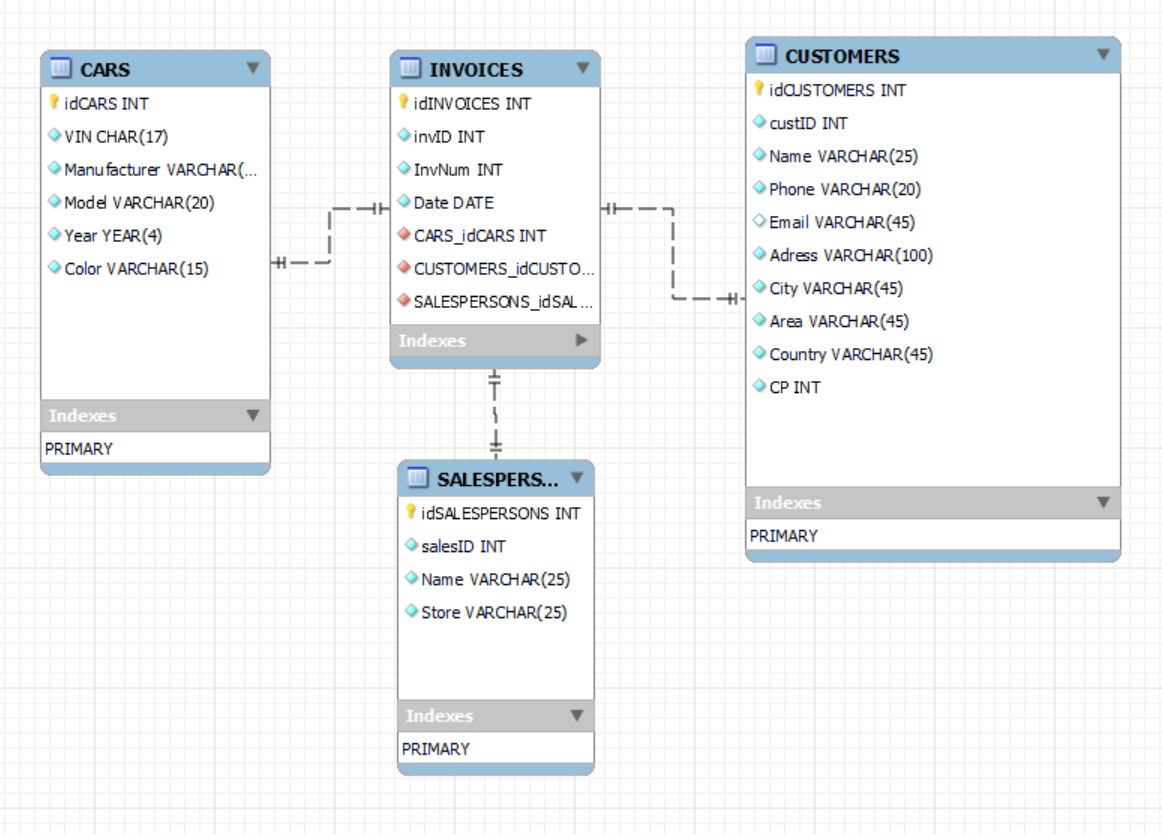 CARS
idCARS INT
VIN CHAR(17)
Manufacturer VARCHAR(...
Model VARCHAR(20)
Year YEAR(4)
Color VARCHAR(15)
Indexes
PRIMARY
INVOICES
idINVOICES INT
invID INT
InvNum INT
Date DATE
CARS_idCARS INT
CUSTOMERS_idCUSTO...
SALESPERSONS_idSAL...
Indexes
SALESPERS...
idSALESPERSONS INT
salesID INT
Name VARCHAR(25)
Store VARCHAR(25)
Indexes
PRIMARY
CUSTOMERS
idCUSTOMERS INT
custID INT
Name VARCHAR(25)
Phone VARCHAR(20)
Email VARCHAR(45)
Adress VARCHAR(100)
City VARCHAR(45)
Area VARCHAR(45)
Country VARCHAR(45)
CP INT
Indexes
PRIMARY